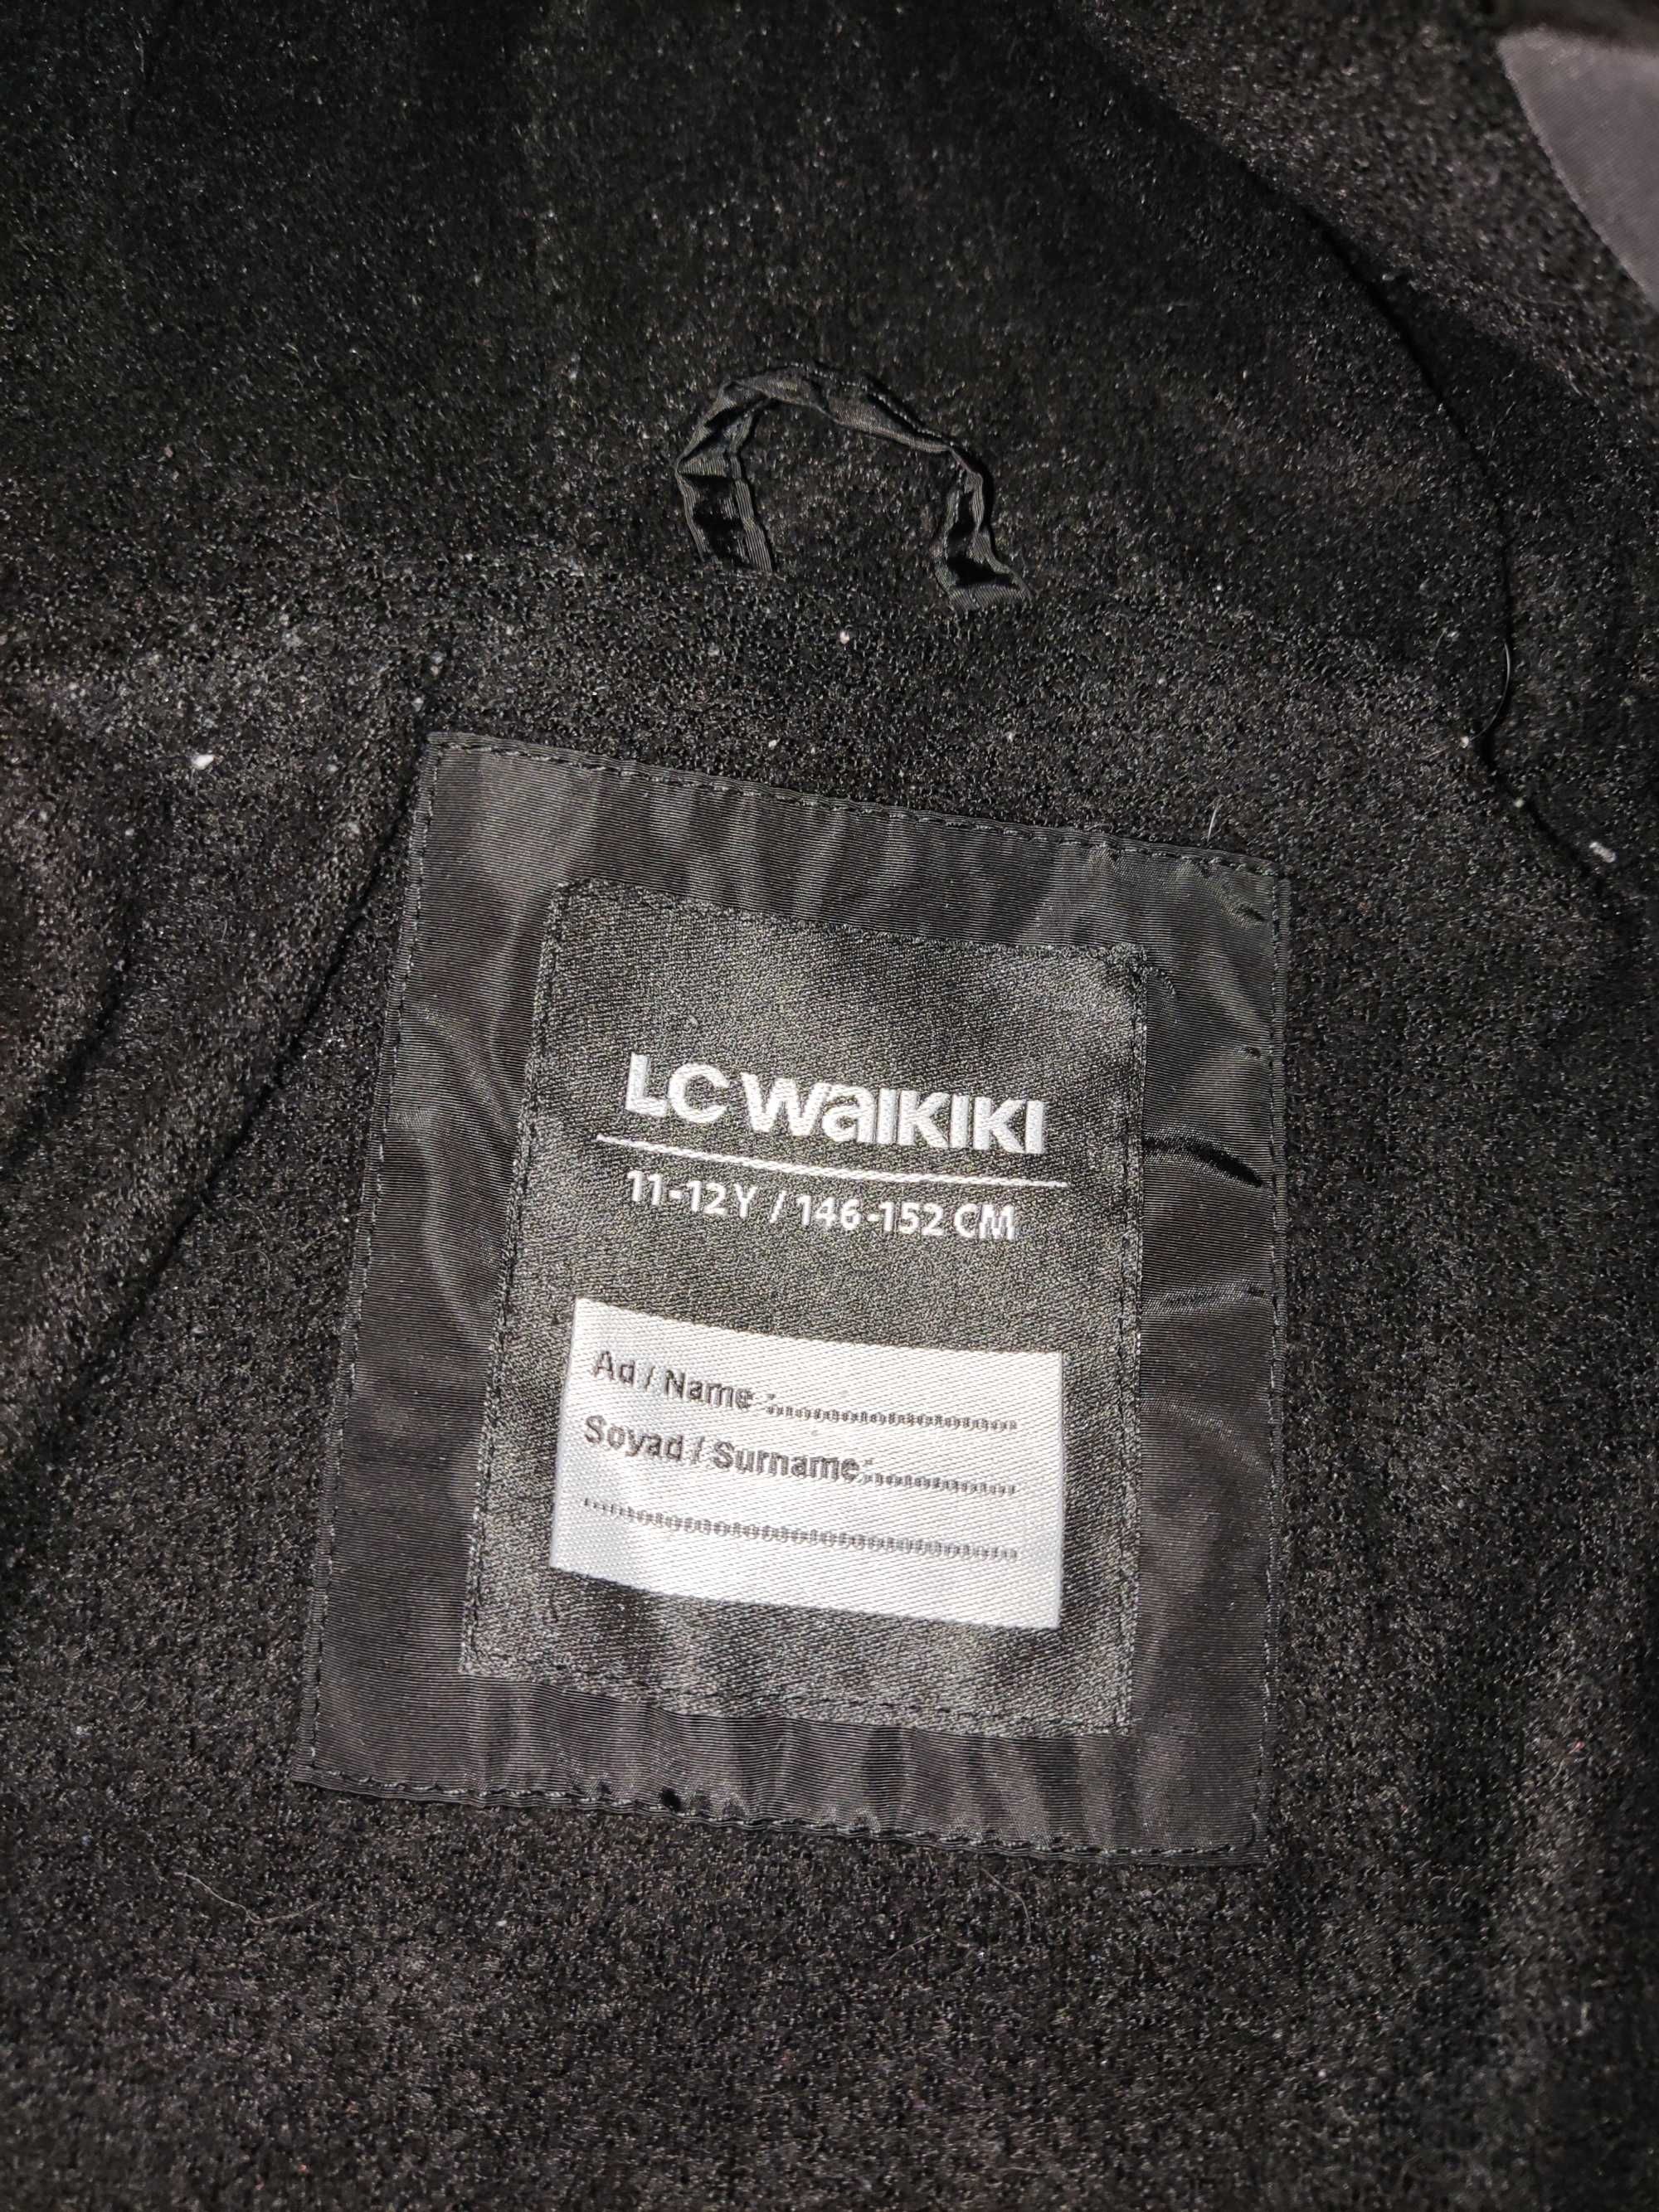 LC WAIKIKI
11-12Y / 146-152 CM
Ad / Name :..............................
Soyad / Surname:..................
......................................................